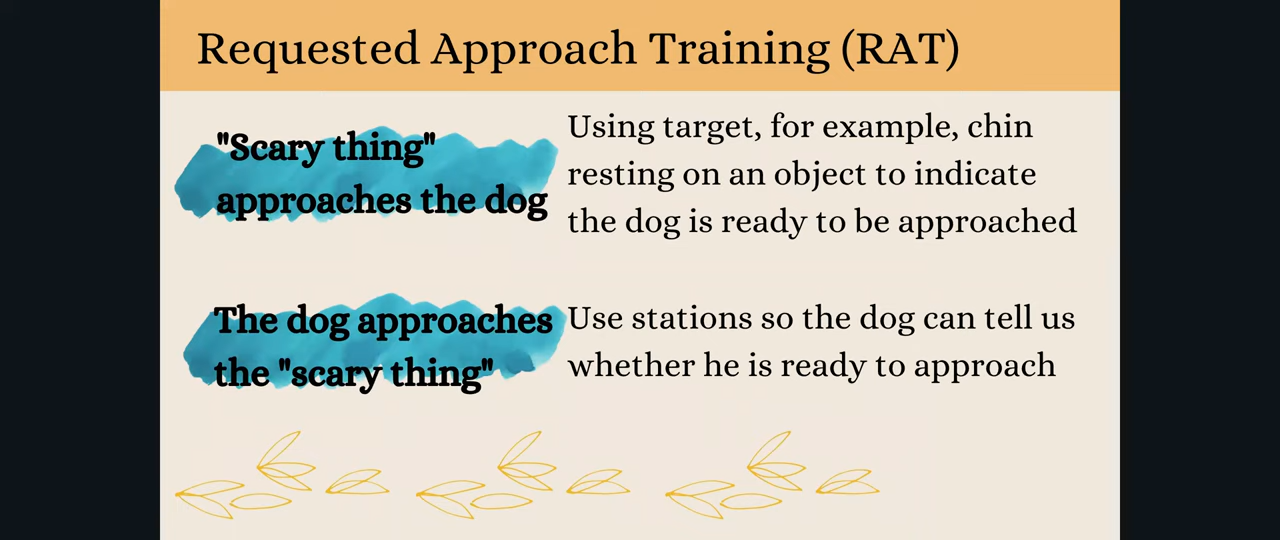 Requested Approach Training (RAT)
"Scary thing"
approaches the dog
Using target, for example, chin
resting on an object to indicate
the dog is ready to be approached
The dog approaches
the "scary thing"
Use stations so the dog can tell us
whether he is ready to approach